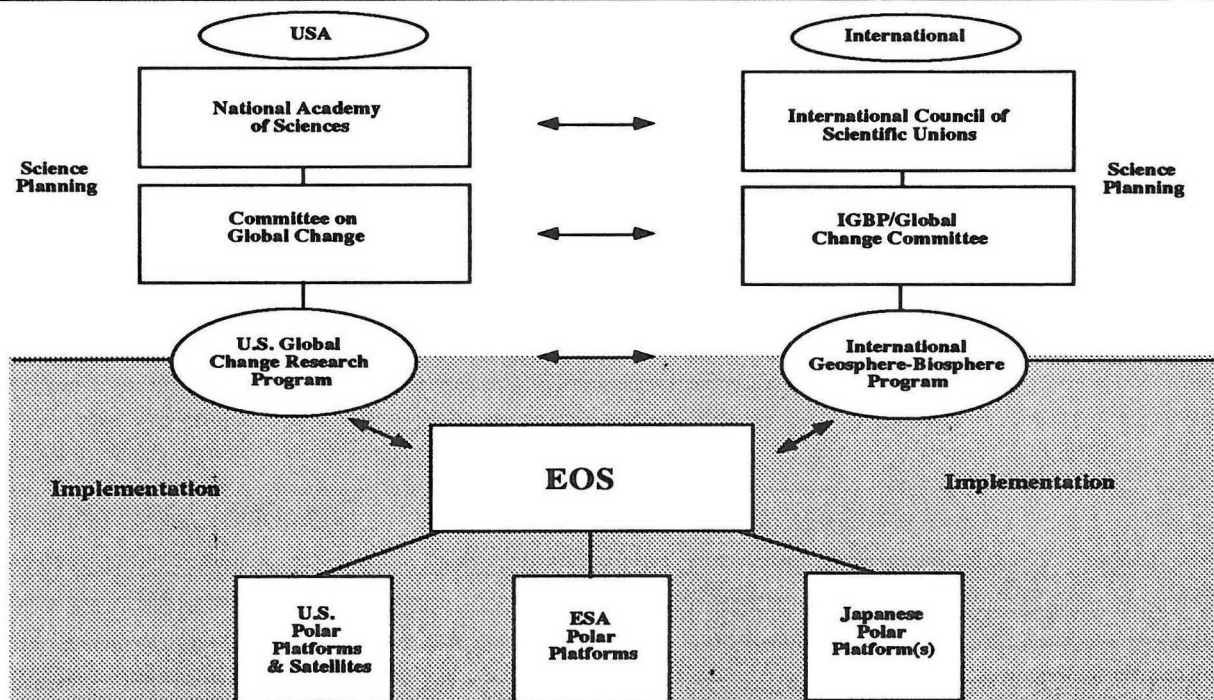 USA
International
National Academy
of Sciences
International Council of
Scientific Unions
Science
Planning
Science
Planning
Committee on
Global Change
IGBP/Global
Change Committee
U.S. Global
Change Research
Program
International
Geosphere-Biosphere
Program
EOS
Implementation
Implementation
U.S.
Polar
Platforms
& Satellites
ESA
Polar
Platforms
Japanese
Polar
Platform(s)